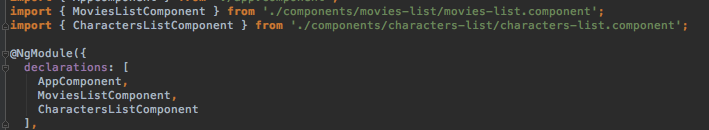 import { MoviesListComponent } from './components/movies-list/movies-list.component';
import { CharactersListComponent } from './components/characters-list/characters-list.component';
@NgModule({
declarations: [
AppComponent,
MoviesListComponent,
CharactersListComponent
],